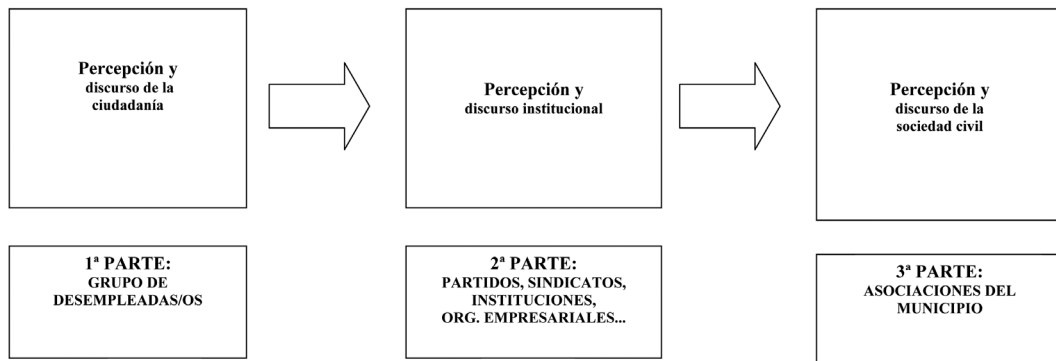 Percepción y
discurso de la
ciudadanía
Percepción y
discurso institucional
Percepción y
discurso de la
sociedad civil
1ª PARTE:
GRUPO DE
DESEMPLEADAS/OS
2ª PARTE:
PARTIDOS, SINDICATOS,
INSTITUCIONES,
ORG. EMPRESARIALES...
3ª PARTE:
ASOCIACIONES DEL
MUNICIPIO